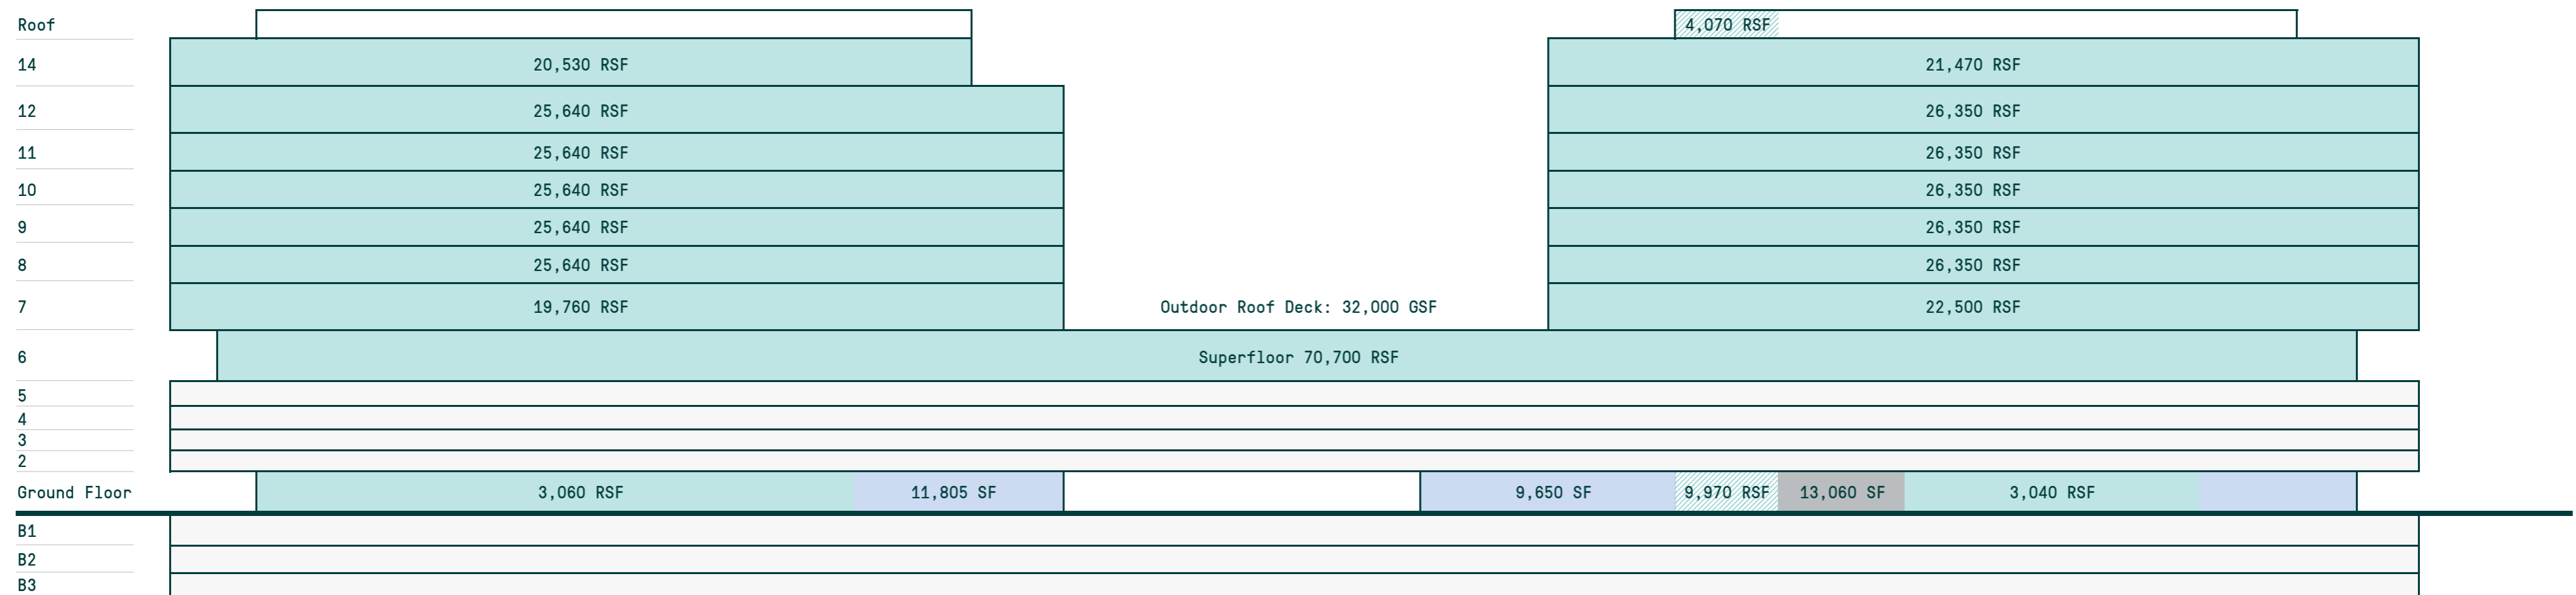 Roof 4,070 RSF
14 20,530 RSF 21,470 RSF
12 25,640 RSF 26,350 RSF
11 25,640 RSF 26,350 RSF
10 25,640 RSF 26,350 RSF
9 25,640 RSF 26,350 RSF
8 25,640 RSF 26,350 RSF
7 19,760 RSF Outdoor Roof Deck: 32,000 GSF 22,500 RSF
6 Superfloor 70,700 RSF
5
4
3
2
Ground Floor 3,060 RSF 11,805 SF 9,650 SF 9,970 RSF 13,060 SF 3,040 RSF
B1
B2
B3